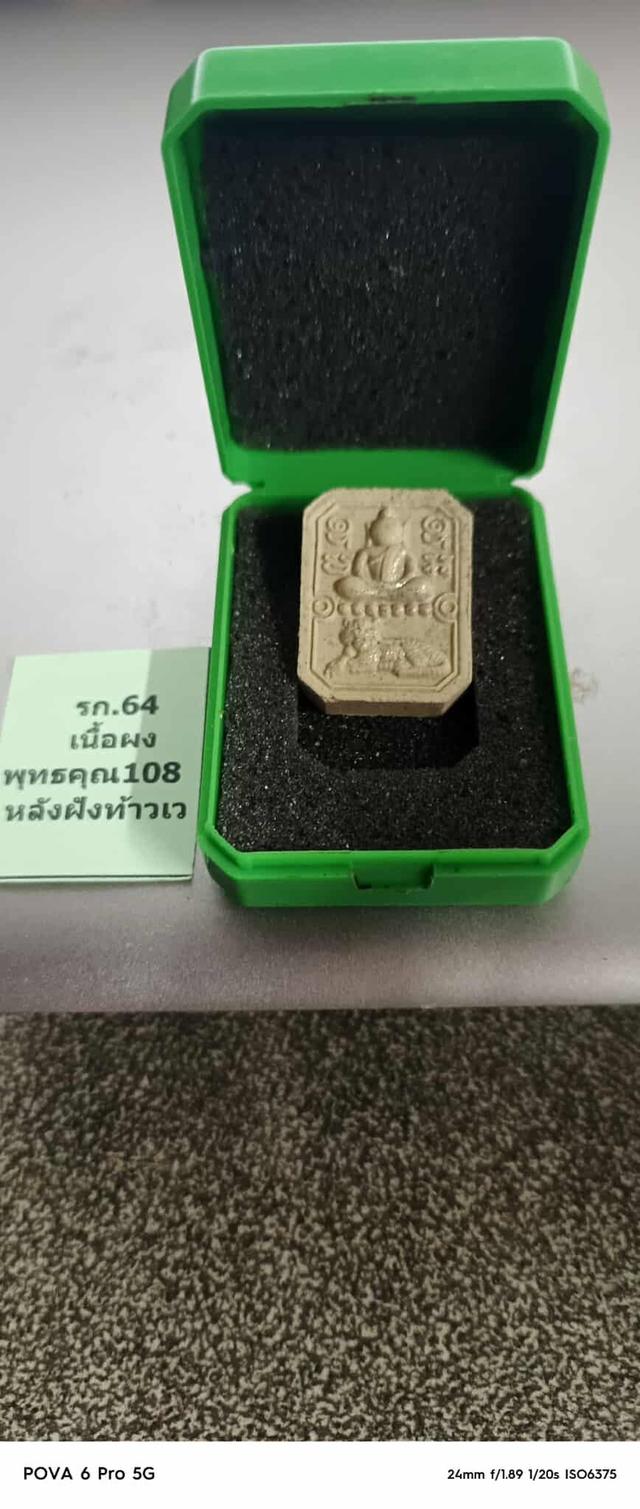 รก.64
เนื้อผง
พุทธคุณ108
หลังฝังท้าวเว
POVA 6 Pro 5G
24mm f/1.89 1/20s ISO6375